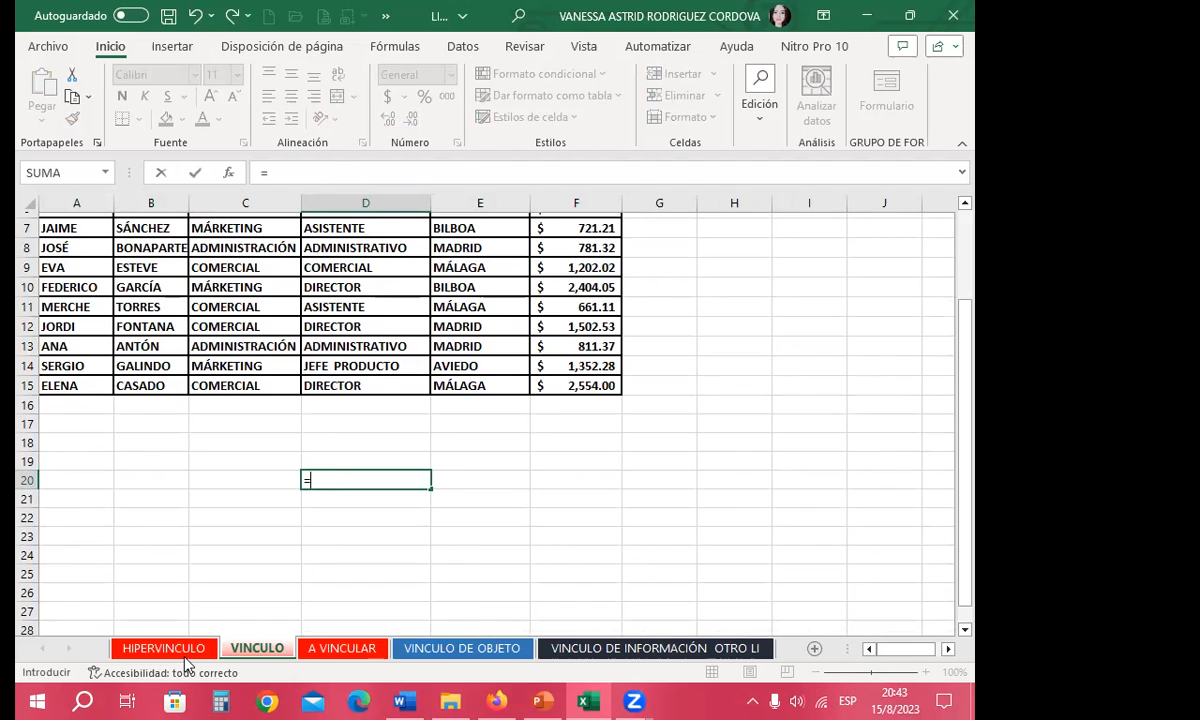 Autoguardado LI... VANESSA ASTRID RODRIGUEZ CORDOVA
Archivo Inicio Insertar Disposición de página Fórmulas Datos Revisar Vista Automatizar Ayuda Nitro Pro 10
Pegar Calibri 11 General Formato condicional Insertar Edición Analizar datos Formulario
N K S $ % 000 Dar formato como tabla Eliminar
Estilos de celda Formato
Portapapeles Fuente Alineación Número Estilos Celdas Análisis GRUPO DE FOR
SUMA fx =
A B C D E F G H I J
7 JAIME SÁNCHEZ MÁRKETING ASISTENTE BILBOA $ 721.21
8 JOSÉ BONAPARTE ADMINISTRACIÓN ADMINISTRATIVO MADRID $ 781.32
9 EVA ESTEVE COMERCIAL COMERCIAL MÁLAGA $ 1,202.02
10 FEDERICO GARCÍA MÁRKETING DIRECTOR BILBOA $ 2,404.05
11 MERCHE TORRES COMERCIAL ASISTENTE MÁLAGA $ 661.11
12 JORDI FONTANA COMERCIAL DIRECTOR MADRID $ 1,502.53
13 ANA ANTÓN ADMINISTRACIÓN ADMINISTRATIVO MADRID $ 811.37
14 SERGIO GALINDO MÁRKETING JEFE PRODUCTO AVIEDO $ 1,352.28
15 ELENA CASADO COMERCIAL DIRECTOR MÁLAGA $ 2,554.00
16
17
18
19
20 =
21
22
23
24
25
26
27
28
HIPERVINCULO VINCULO A VINCULAR VINCULO DE OBJETO VINCULO DE INFORMACIÓN OTRO LI
Introducir Accesibilidad: todo correcto 100%
ESP 20:43
15/8/2023